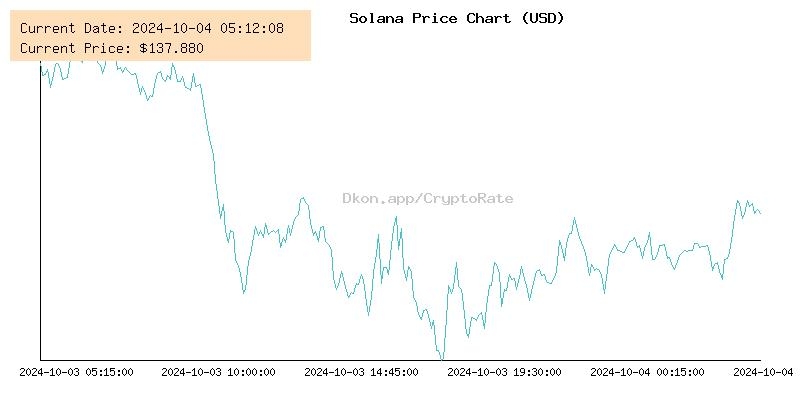 Solana Price Chart (USD)
Current Date: 2024-10-04 05:12:08
Current Price: $137.880
Dkon.app/CryptoRate
2024-10-03 05:15:00 2024-10-03 10:00:00 2024-10-03 14:45:00 2024-10-03 19:30:00 2024-10-04 00:15:00 2024-10-04